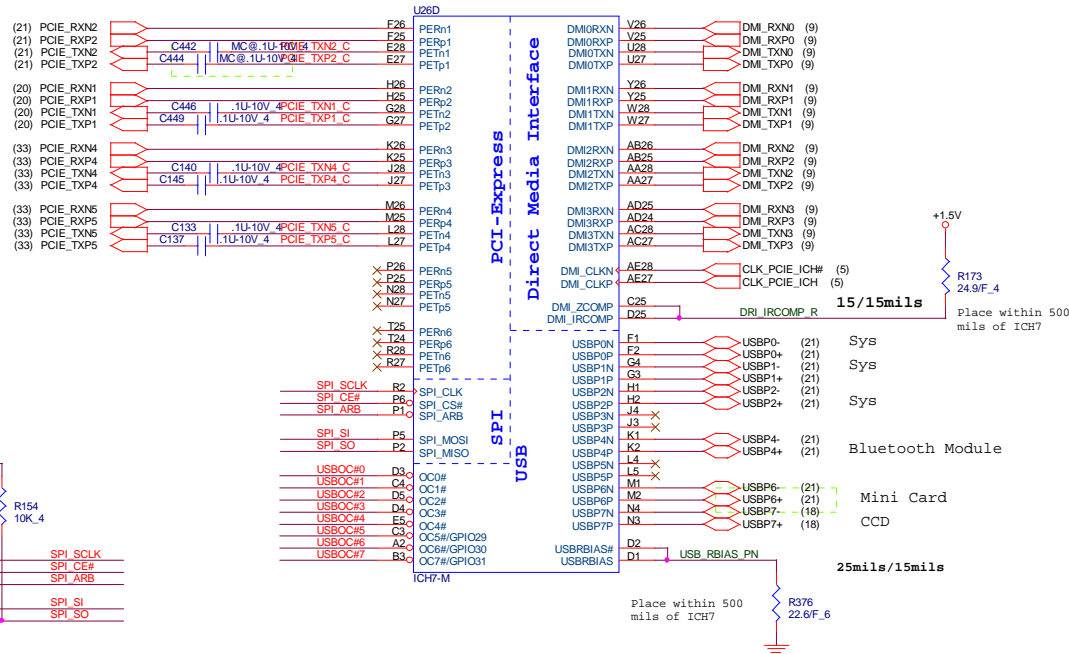 U26D
(21) PCIE_RXN2 F26 PERn1 DMI0RXN V26 DMI_RXN0 (9)
(21) PCIE_RXP2 F25 PERp1 DMI0RXP V25 DMI_RXP0 (9)
(21) PCIE_TXN2 C442 MC@.1U-10V_4 PCIE_TXN2_C E28 PETn1 DMI0TXN U28 DMI_TXN0 (9)
(21) PCIE_TXP2 C444 MC@.1U-10V_4 PCIE_TXP2_C E27 PETp1 DMI0TXP U27 DMI_TXP0 (9)
(20) PCIE_RXN1 H26 PERn2 DMI1RXN Y26 DMI_RXN1 (9)
(20) PCIE_RXP1 H25 PERp2 DMI1RXP Y25 DMI_RXP1 (9)
(20) PCIE_TXN1 C446 .1U-10V_4 PCIE_TXN1_C G28 PETn2 DMI1TXN W28 DMI_TXN1 (9)
(20) PCIE_TXP1 C449 .1U-10V_4 PCIE_TXP1_C G27 PETp2 DMI1TXP W27 DMI_TXP1 (9)
(33) PCIE_RXN4 K26 PERn3 DMI2RXN AB26 DMI_RXN2 (9)
(33) PCIE_RXP4 K25 PERp3 DMI2RXP AB25 DMI_RXP2 (9)
(33) PCIE_TXN4 C140 .1U-10V_4 PCIE_TXN4_C J28 PETn3 DMI2TXN AA28 DMI_TXN2 (9)
(33) PCIE_TXP4 C145 .1U-10V_4 PCIE_TXP4_C J27 PETp3 DMI2TXP AA27 DMI_TXP2 (9)
(33) PCIE_RXN5 M26 PERn4 DMI3RXN AD25 DMI_RXN3 (9)
(33) PCIE_RXP5 M25 PERp4 DMI3RXP AD24 DMI_RXP3 (9)
(33) PCIE_TXN5 C133 .1U-10V_4 PCIE_TXN5_C L28 PETn4 DMI3TXN AC28 DMI_TXN3 (9)
(33) PCIE_TXP5 C137 .1U-10V_4 PCIE_TXP5_C L27 PETp4 DMI3TXP AC27 DMI_TXP3 (9)
PCI-Express
Direct Media Interface
+1.5V
P26 PERn5 DMI_CLKN AE28 CLK_PCIE_ICH# (5)
P25 PERp5 DMI_CLKP AE27 CLK_PCIE_ICH (5)
R173
24.9/F_4
N28 PETn5
N27 PETp5 DMI_ZCOMP C25 15/15mils
DMI_IRCOMP D25 DRI_IRCOMP_R
Place within 500
mils of ICH7
T25 PERn6
T24 PERp6 USBP0N F1 USBP0- (21) Sys
R28 PETn6 USBP0P F2 USBP0+ (21)
R27 PETp6 USBP1N G4 USBP1- (21) Sys
USBP1P G3 USBP1+ (21)
SPI_SCLK R2 SPI_CLK USBP2N H1 USBP2- (21)
SPI_CE# P6 SPI_CS# USBP2P H2 USBP2+ (21) Sys
SPI_ARB P1 SPI_ARB USBP3N J4
USBP3P J3
SPI_SI P5 SPI_MOSI USBP4N K1 USBP4- (21)
SPI_SO P2 SPI_MISO USBP4P K2 USBP4+ (21) Bluetooth Module
SPI
USB
USBP5N L4
USBOC#0 D3 OC0# USBP5P L5
USBOC#1 C4 OC1# USBP6N M1 USBP6- (21)
USBOC#2 D5 OC2# USBP6P M2 USBP6+ (21) Mini Card
USBOC#3 D4 OC3# USBP7N N4 USBP7- (18)
USBOC#4 E5 OC4# USBP7P N3 USBP7+ (18) CCD
USBOC#5 C3 OC5#/GPIO29
USBOC#6 A2 OC6#/GPIO30 USBRBIAS# D2
USBOC#7 B3 OC7#/GPIO31 USBRBIAS D1 USB_RBIAS_PN
ICH7-M
25mils/15mils
R154
10K_4
SPI_SCLK
SPI_CE#
SPI_ARB
SPI_SI
SPI_SO
Place within 500
mils of ICH7
R376
22.6/F_6